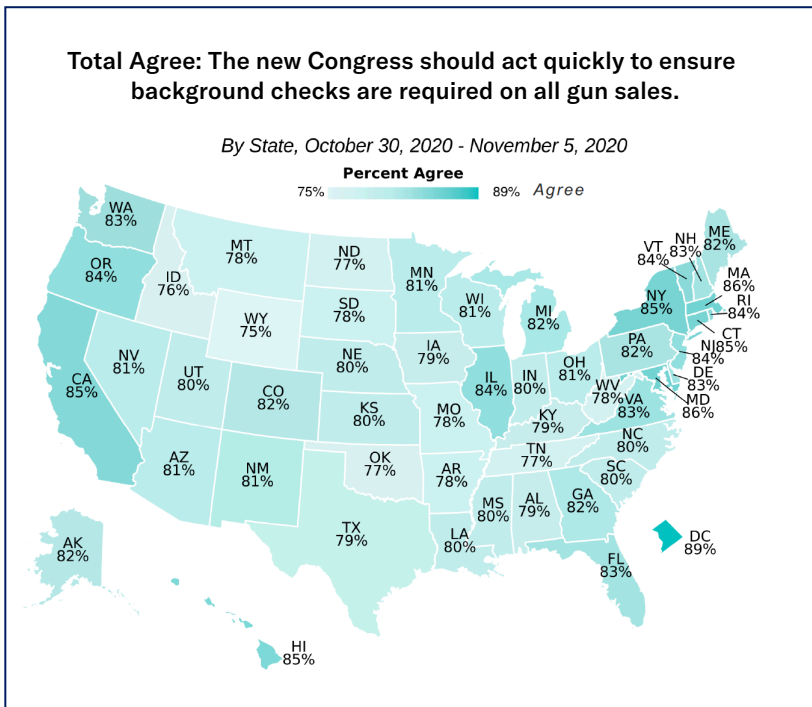 Total Agree: The new Congress should act quickly to ensure
background checks are required on all gun sales.
By State, October 30, 2020 - November 5, 2020
Percent Agree
75%
89%
Agree
WA
83%
OR
84%
ID
76%
MT
78%
ND
77%
MN
81%
WI
81%
MI
82%
VT
84%
NH
83%
ME
82%
MA
86%
RI
84%
CT
85%
NY
85%
NJ
84%
DE
83%
MD
86%
PA
82%
WY
75%
SD
78%
IA
79%
NE
80%
NV
81%
UT
80%
CO
82%
CA
85%
KS
80%
MO
78%
IL
84%
IN
80%
OH
81%
WV
78%
VA
83%
KY
79%
NC
80%
TN
77%
SC
80%
AZ
81%
NM
81%
OK
77%
AR
78%
MS
80%
AL
79%
GA
82%
TX
79%
LA
80%
FL
83%
DC
89%
AK
82%
HI
85%